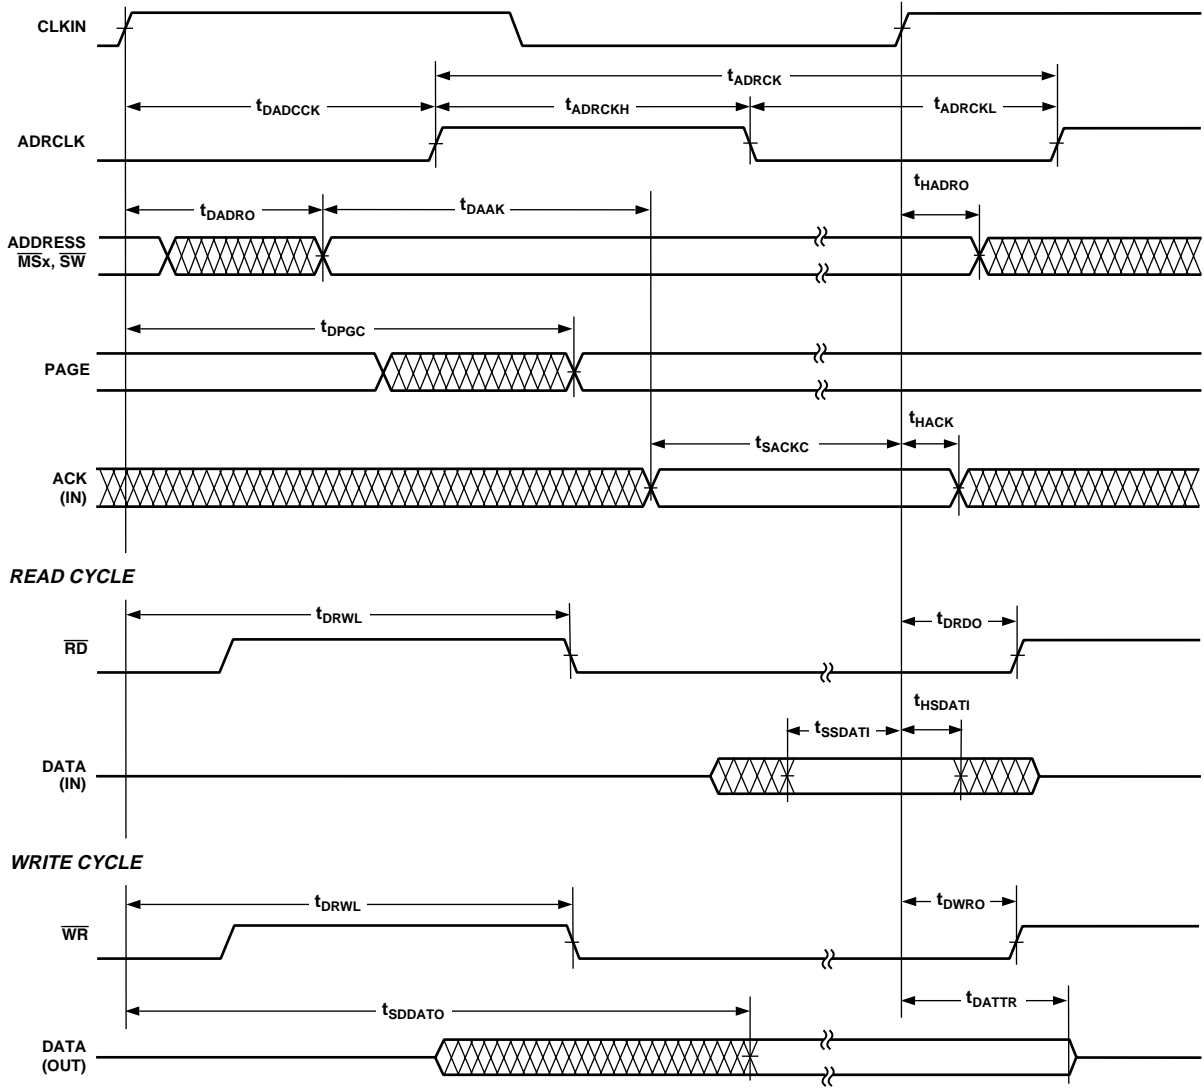 CLKIN
tADRCK
tDADCCK
tADRCKH
tADRCKL
ADRCLK
tHADRO
tDADRO
tDAAK
ADDRESS
MSx, SW
tDPGC
PAGE
tHACK
tSACKC
ACK
(IN)
READ CYCLE
tDRWL
tDRDO
RD
tHSDATI
tSSDATI
DATA
(IN)
WRITE CYCLE
tDRWL
tDWRO
WR
tDATTR
tSDDATO
DATA
(OUT)